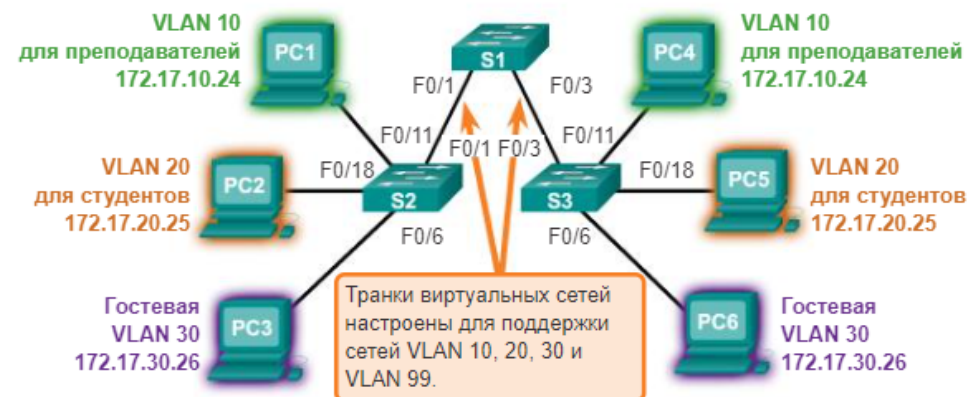 VLAN 10
для преподавателей
172.17.10.24
PC1
S1
PC4
VLAN 10
для преподавателей
172.17.10.24
F0/1
F0/3
F0/11
F0/1
F0/3
F0/11
VLAN 20
для студентов
172.17.20.25
PC2
F0/18
S2
S3
F0/18
PC5
VLAN 20
для студентов
172.17.20.25
F0/6
F0/6
Гостевая
VLAN 30
172.17.30.26
PC3
Транки виртуальных сетей
настроены для поддержки
сетей VLAN 10, 20, 30 и
VLAN 99.
PC6
Гостевая
VLAN 30
172.17.30.26